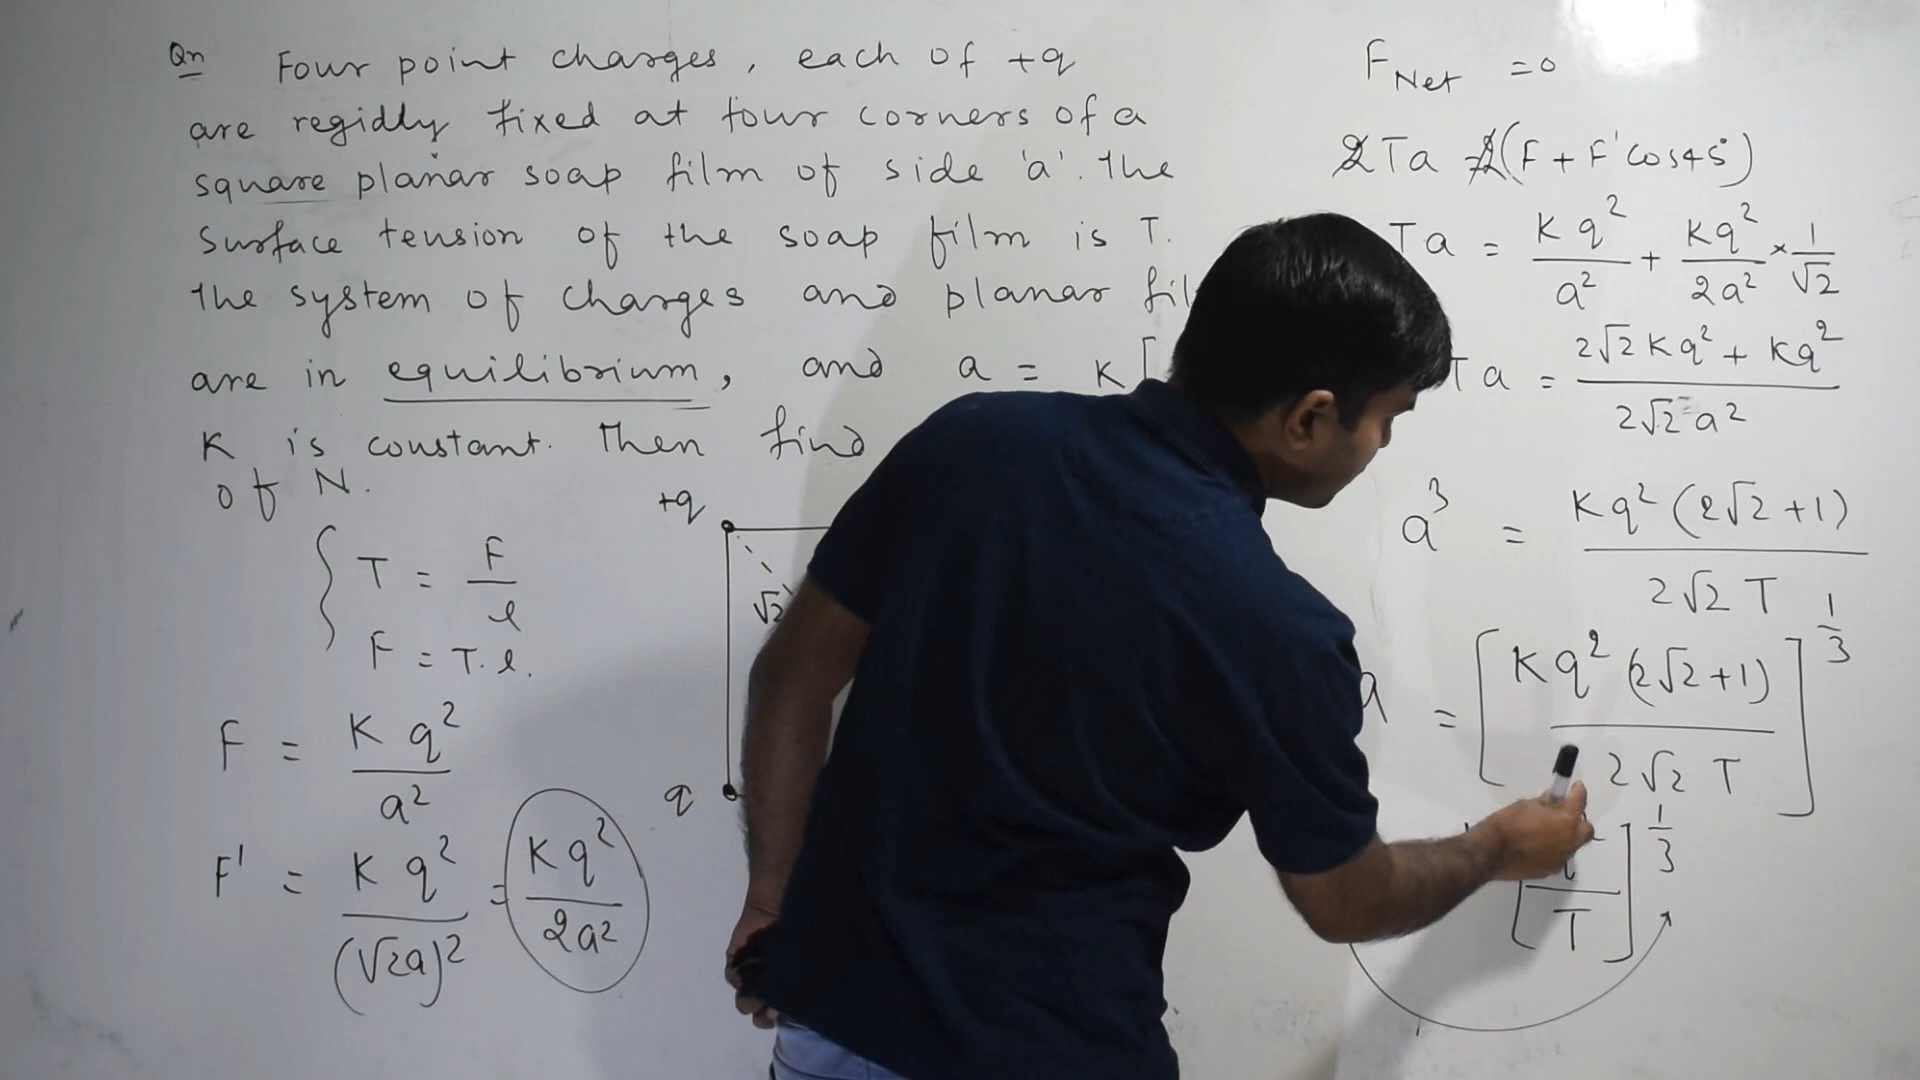 Qn Four point charges, each of +q
are regidly fixed at four corners of a
square planar soap film of side 'a'. The
Surface tension of the soap film is T.
The system of charges and planar fil
are in equilibrium, and a = K[
K is constant. Then find
of N.
T = F/l
F = T.l.
F = Kq²/a²
F' = Kq²/(√2a)² = Kq²/2a²
+q
√2
q
F Net = 0
2Ta = 2(F + F' cos45°)
Ta = Kq²/a² + Kq²/2a² × 1/√2
Ta = 2√2Kq² + Kq² / 2√2 a²
a³ = Kq²(2√2+1) / 2√2 T
a = [Kq²(2√2+1) / 2√2 T]^1/3
[ / T]^1/3